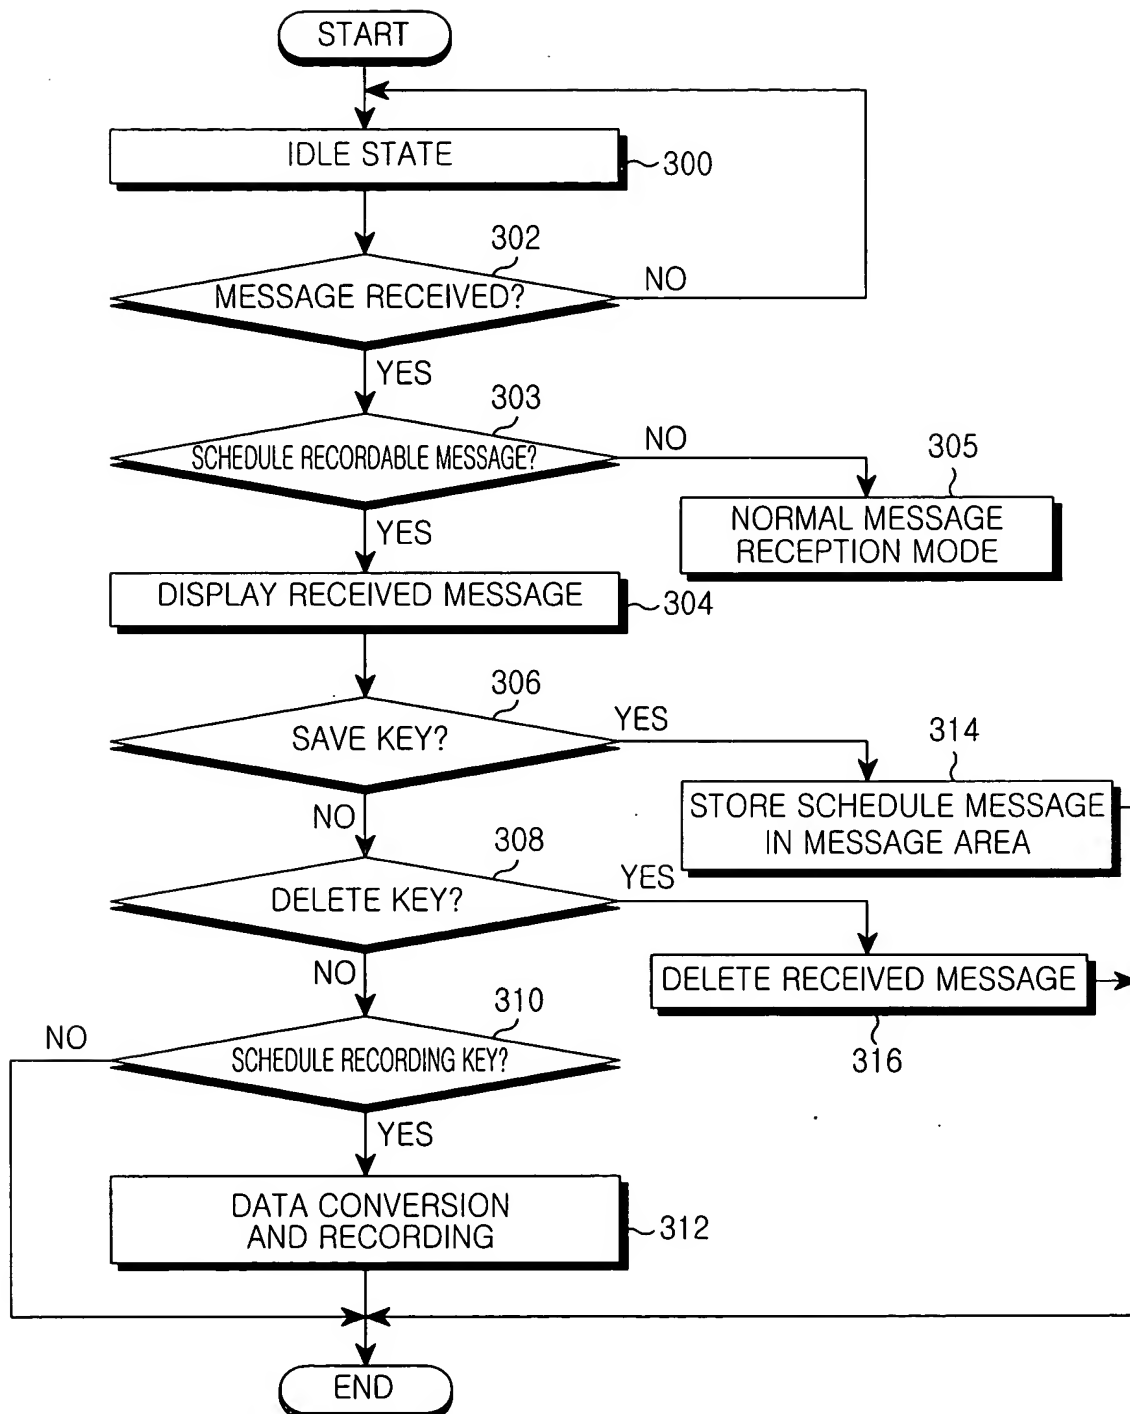 START
IDLE STATE
300
302
MESSAGE RECEIVED?
NO
YES
303
SCHEDULE RECORDABLE MESSAGE?
NO
305
NORMAL MESSAGE
RECEPTION MODE
YES
DISPLAY RECEIVED MESSAGE
304
306
SAVE KEY?
YES
314
STORE SCHEDULE MESSAGE
IN MESSAGE AREA
NO
308
DELETE KEY?
YES
DELETE RECEIVED MESSAGE
316
NO
310
SCHEDULE RECORDING KEY?
NO
YES
DATA CONVERSION
AND RECORDING
312
END